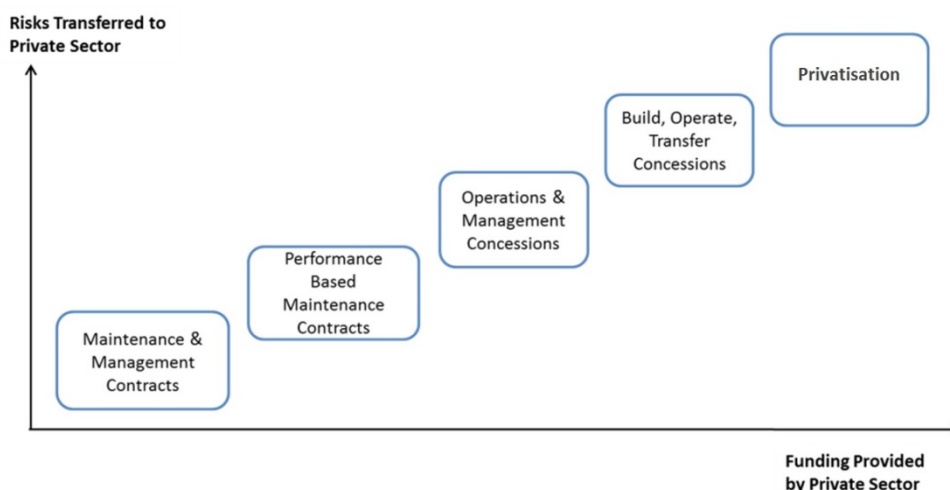 Risks Transferred to
Private Sector
Privatisation
Build, Operate,
Transfer
Concessions
Operations &
Management
Concessions
Performance
Based
Maintenance
Contracts
Maintenance &
Management
Contracts
Funding Provided
by Private Sector